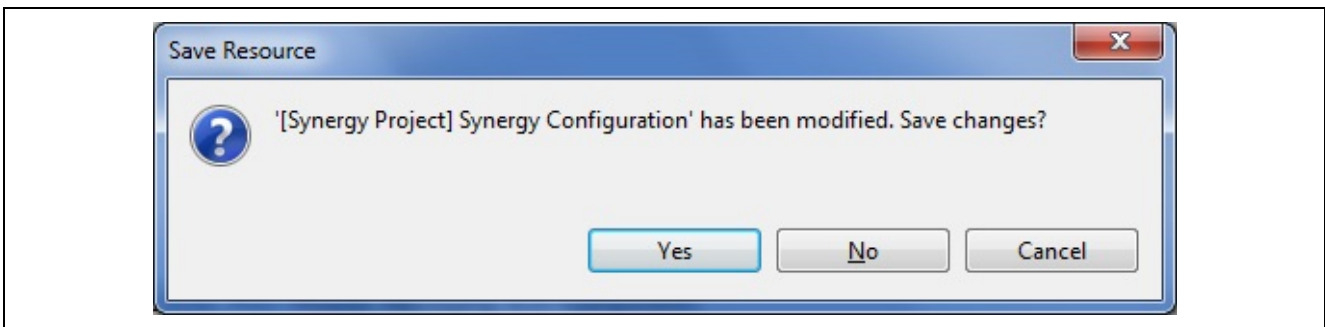 Save Resource
'[Synergy Project] Synergy Configuration' has been modified. Save changes?
Yes
No
Cancel